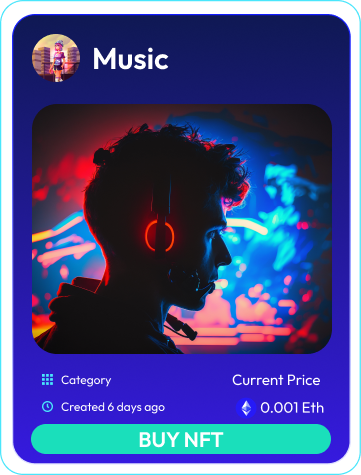 Music
Category
Current Price
Created 6 days ago
0.001 Eth
BUY NFT